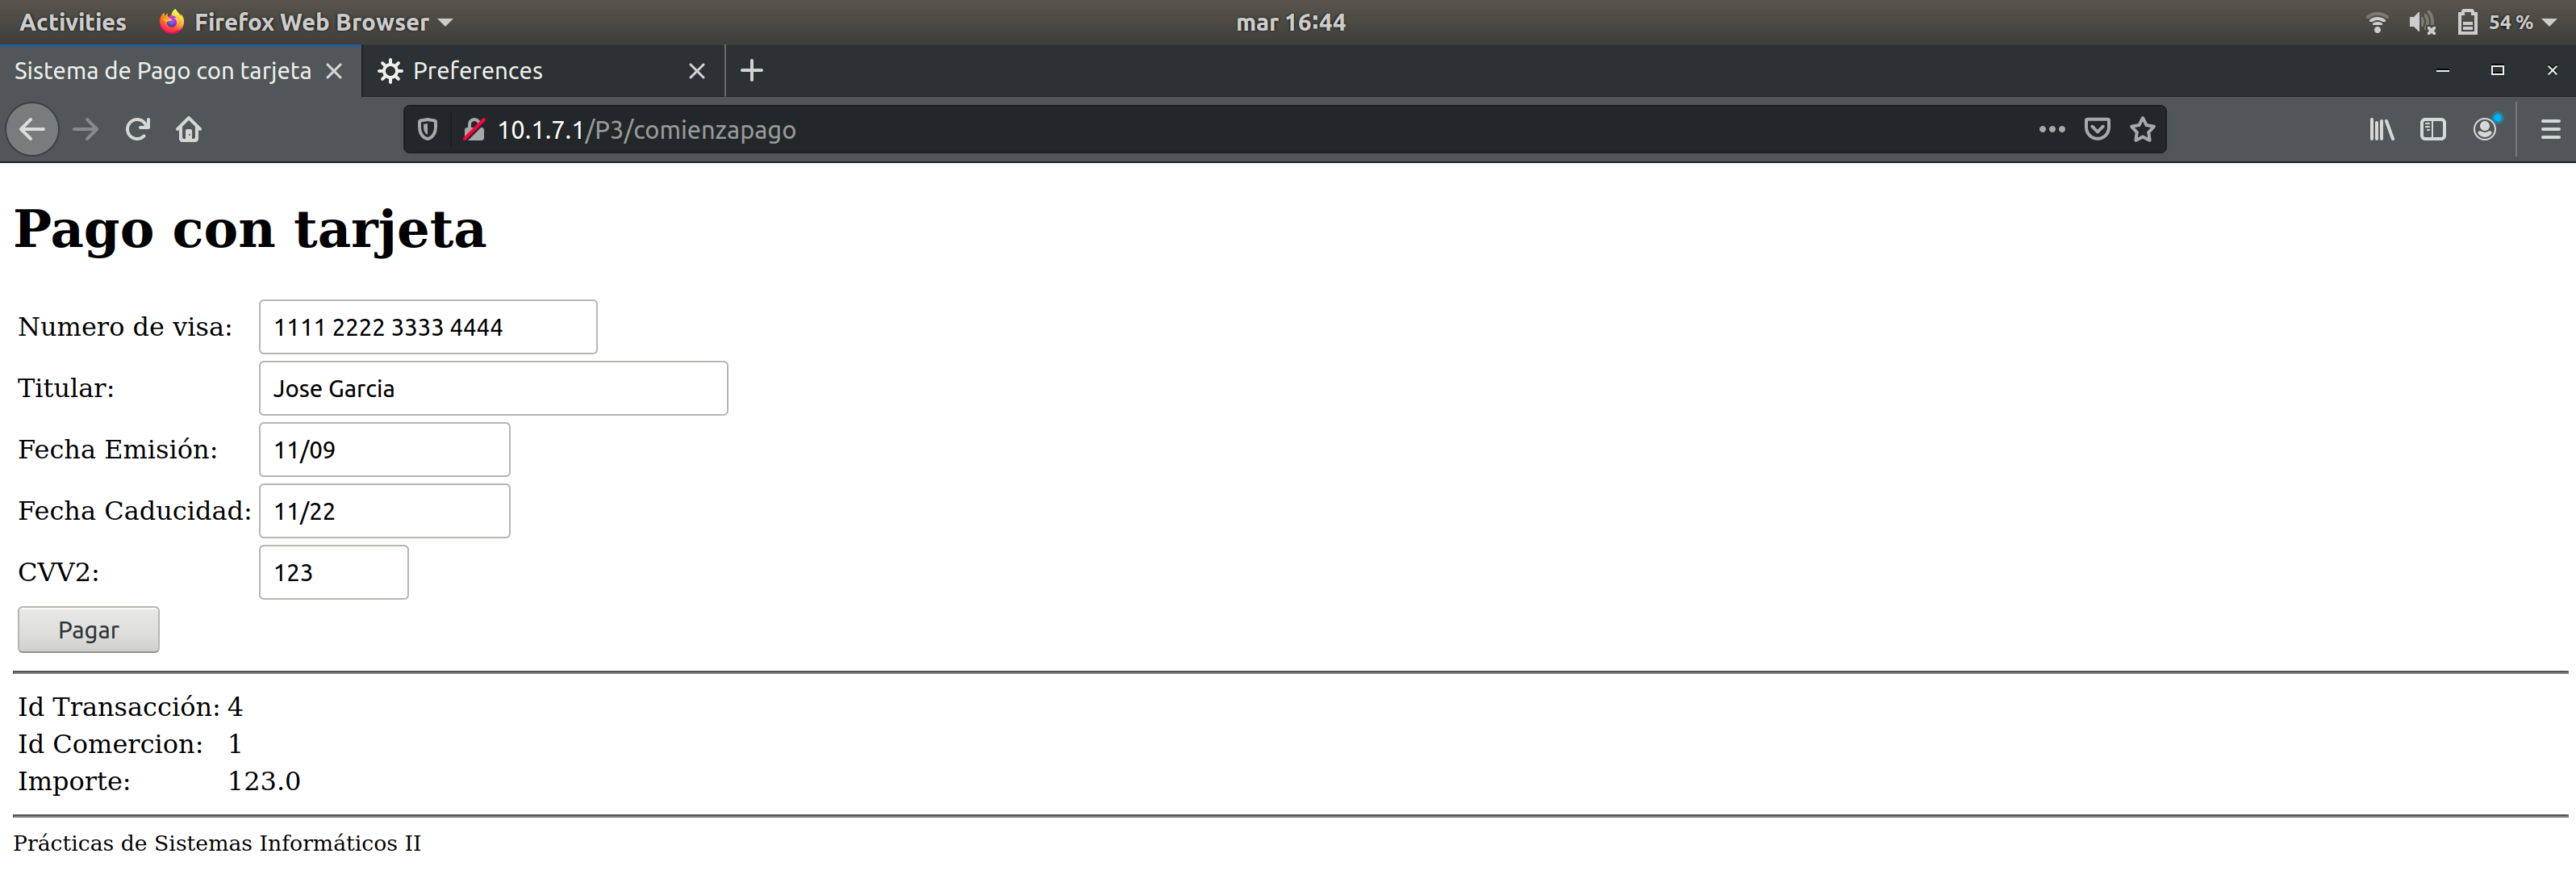 Activities Firefox Web Browser mar 16:44 54 %
Sistema de Pago con tarjeta Preferences
10.1.7.1/P3/comienzapago
Pago con tarjeta
Numero de visa: 1111 2222 3333 4444
Titular: Jose Garcia
Fecha Emisión: 11/09
Fecha Caducidad: 11/22
CVV2: 123
Pagar
Id Transacción: 4
Id Comercion: 1
Importe: 123.0
Prácticas de Sistemas Informáticos II